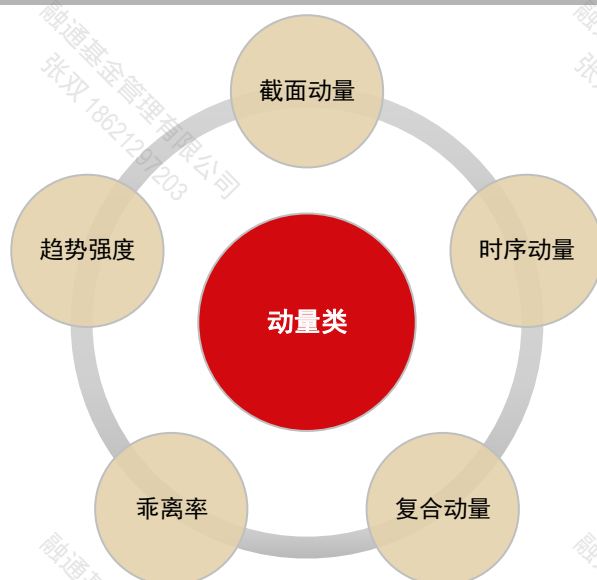 截面动量
趋势强度
时序动量
动量类
乖离率
复合动量
融通基金管理有限公司
张双 18621297203